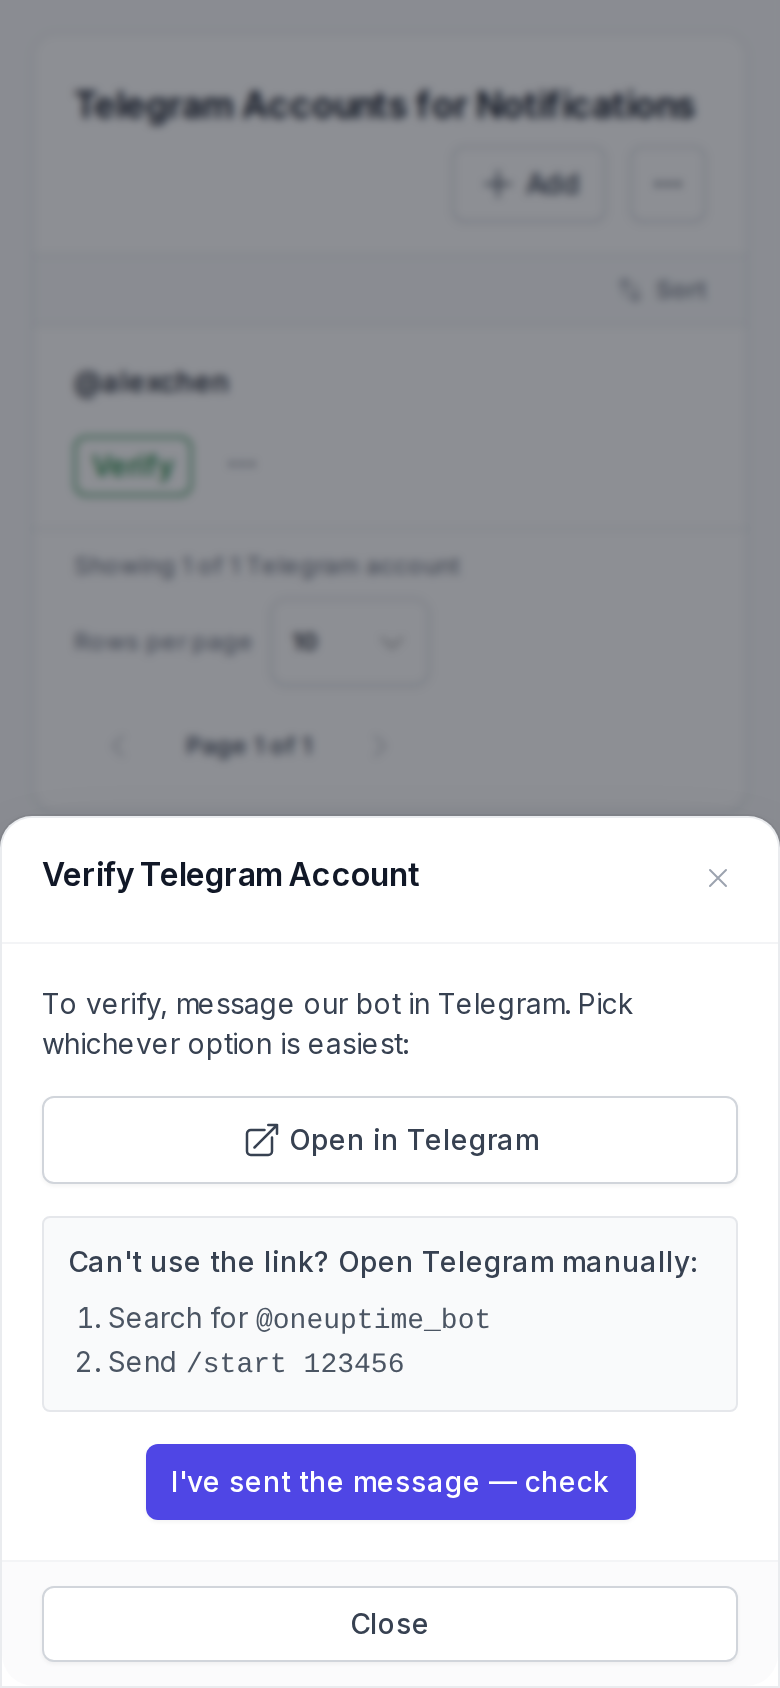 Telegram Accounts for Notifications
Add
Sort
@alexchen
Verify
Showing 1 of 1 Telegram account
Rows per page 10
Page 1 of 1
Verify Telegram Account
To verify, message our bot in Telegram. Pick
whichever option is easiest:
Open in Telegram
Can't use the link? Open Telegram manually:
1. Search for @oneuptime_bot
2. Send /start 123456
I've sent the message — check
Close